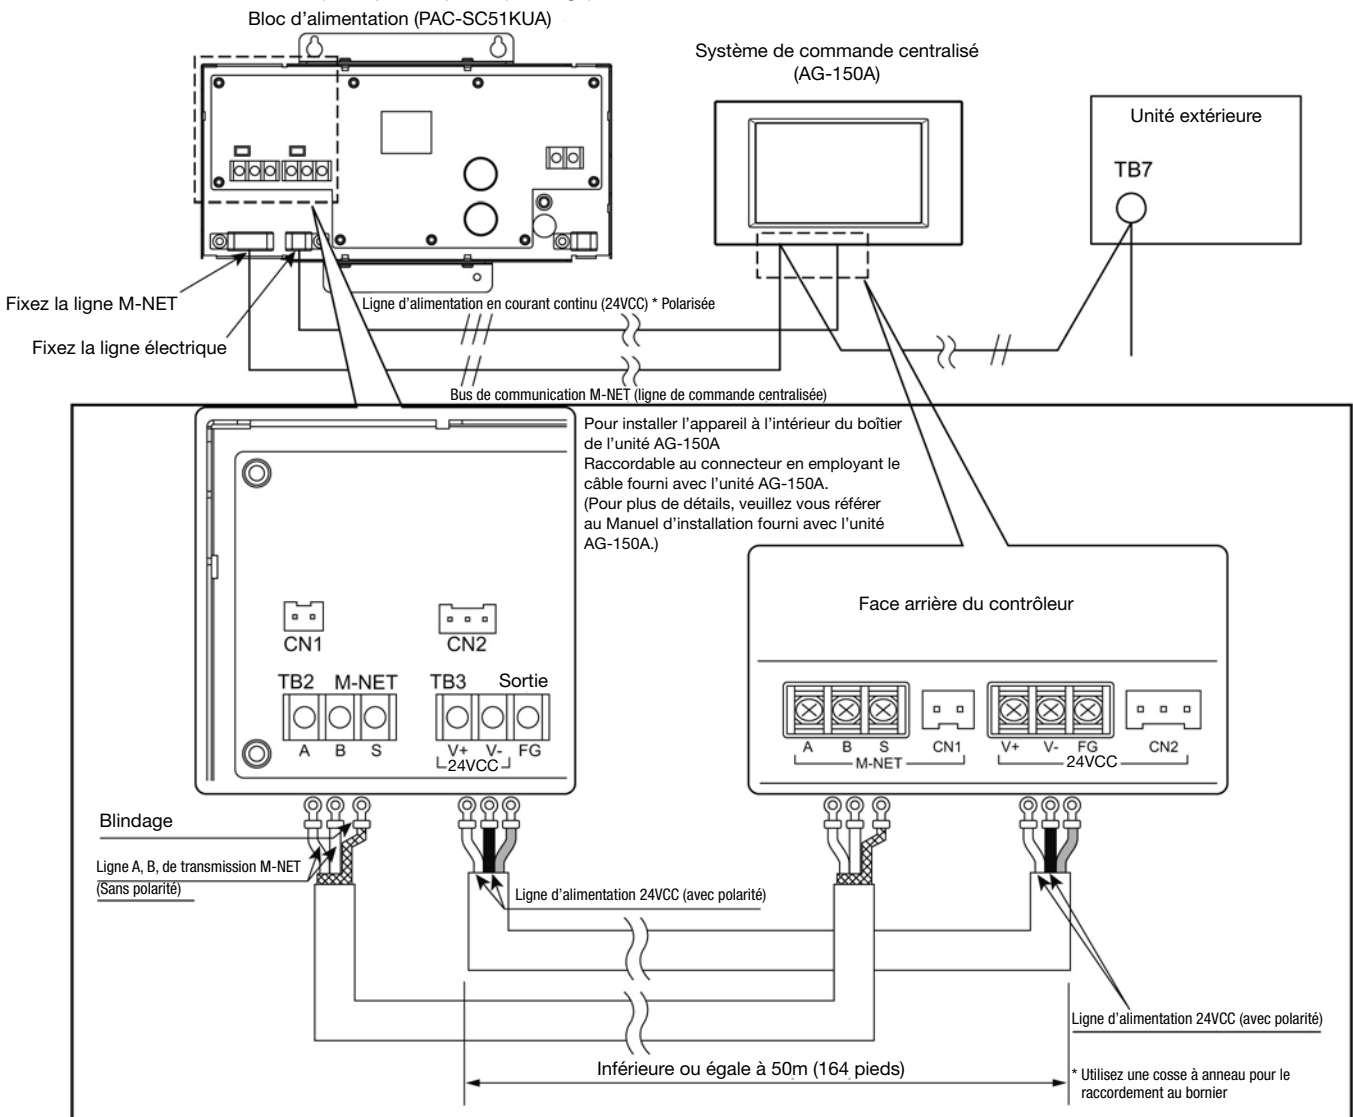 Bloc d'alimentation (PAC-SC51KUA)
Système de commande centralisé
(AG-150A)
Unité extérieure
TB7
Fixez la ligne M-NET
Fixez la ligne électrique
Ligne d'alimentation en courant continu (24VCC) * Polarisée
Bus de communication M-NET (ligne de commande centralisée)
Pour installer l'appareil à l'intérieur du boîtier
de l'unité AG-150A
Raccordable au connecteur en employant le
câble fourni avec l'unité AG-150A.
(Pour plus de détails, veuillez vous référer
au Manuel d'installation fourni avec l'unité
AG-150A.)
CN1
CN2
TB2 M-NET
TB3 Sortie
A B S
V+ V- FG
24VCC
Face arrière du contrôleur
A B S CN1
M-NET
V+ V- FG CN2
24VCC
Blindage
Ligne A, B, de transmission M-NET
(Sans polarité)
Ligne d'alimentation 24VCC (avec polarité)
Ligne d'alimentation 24VCC (avec polarité)
Inférieure ou égale à 50m (164 pieds)
* Utilisez une cosse à anneau pour le
raccordement au bornier